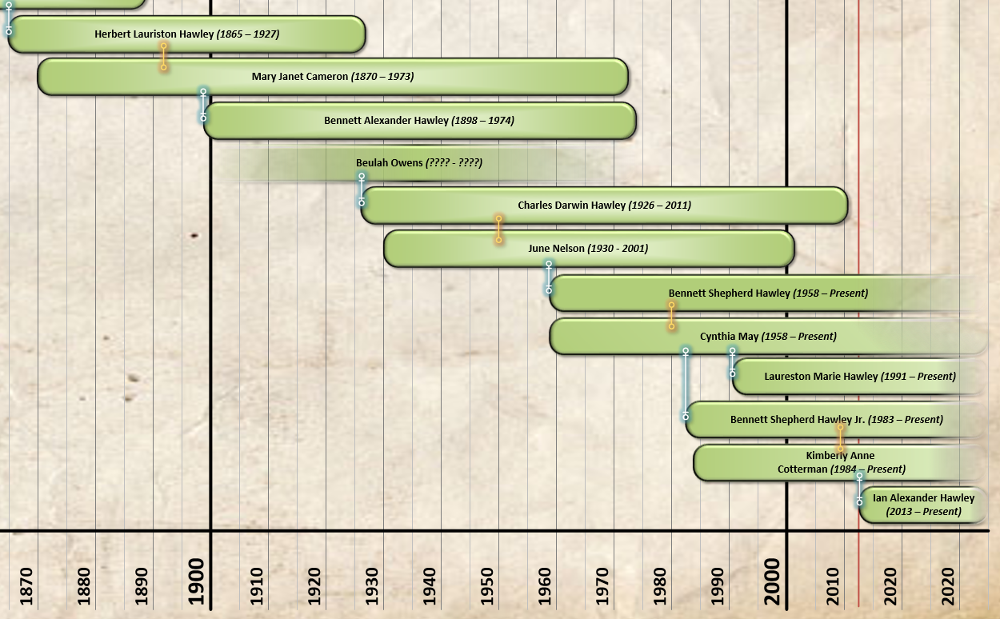 Herbert Lauriston Hawley (1865 – 1927)
Mary Janet Cameron (1870 – 1973)
Bennett Alexander Hawley (1898 – 1974)
Beulah Owens (???? - ????)
Charles Darwin Hawley (1926 – 2011)
June Nelson (1930 - 2001)
Bennett Shepherd Hawley (1958 – Present)
Cynthia May (1958 – Present)
Laureston Marie Hawley (1991 – Present)
Bennett Shepherd Hawley Jr. (1983 – Present)
Kimberly Anne
Cotterman (1984 – Present)
Ian Alexander Hawley
(2013 – Present)
1870
1880
1890
1900
1910
1920
1930
1940
1950
1960
1970
1980
1990
2000
2010
2020
2020